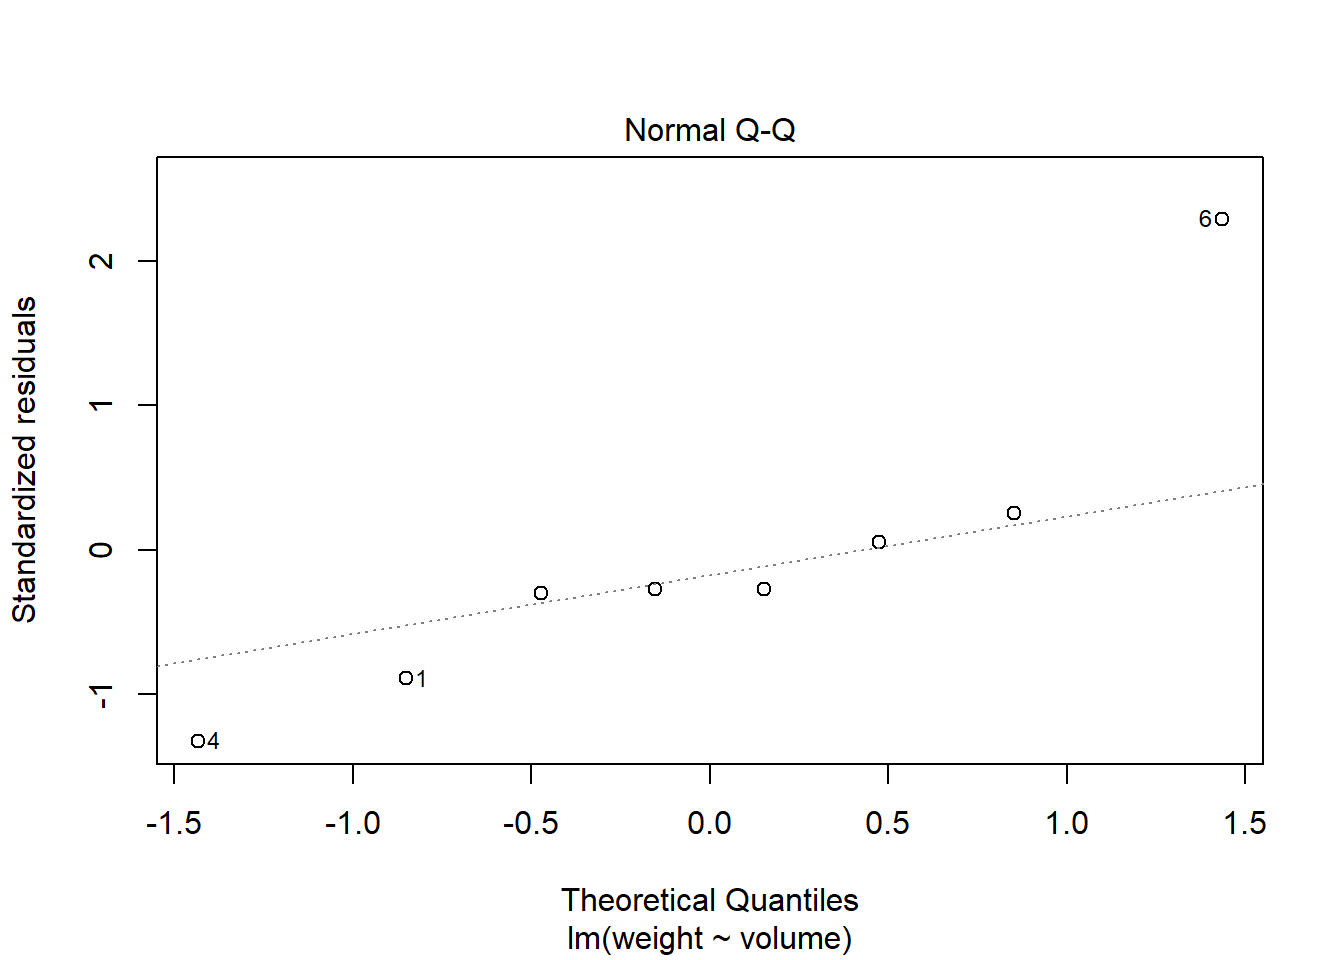 Normal Q-Q
6
2
1
0
-1
Standardized residuals
1
4
-1.5 -1.0 -0.5 0.0 0.5 1.0 1.5
Theoretical Quantiles
lm(weight ~ volume)